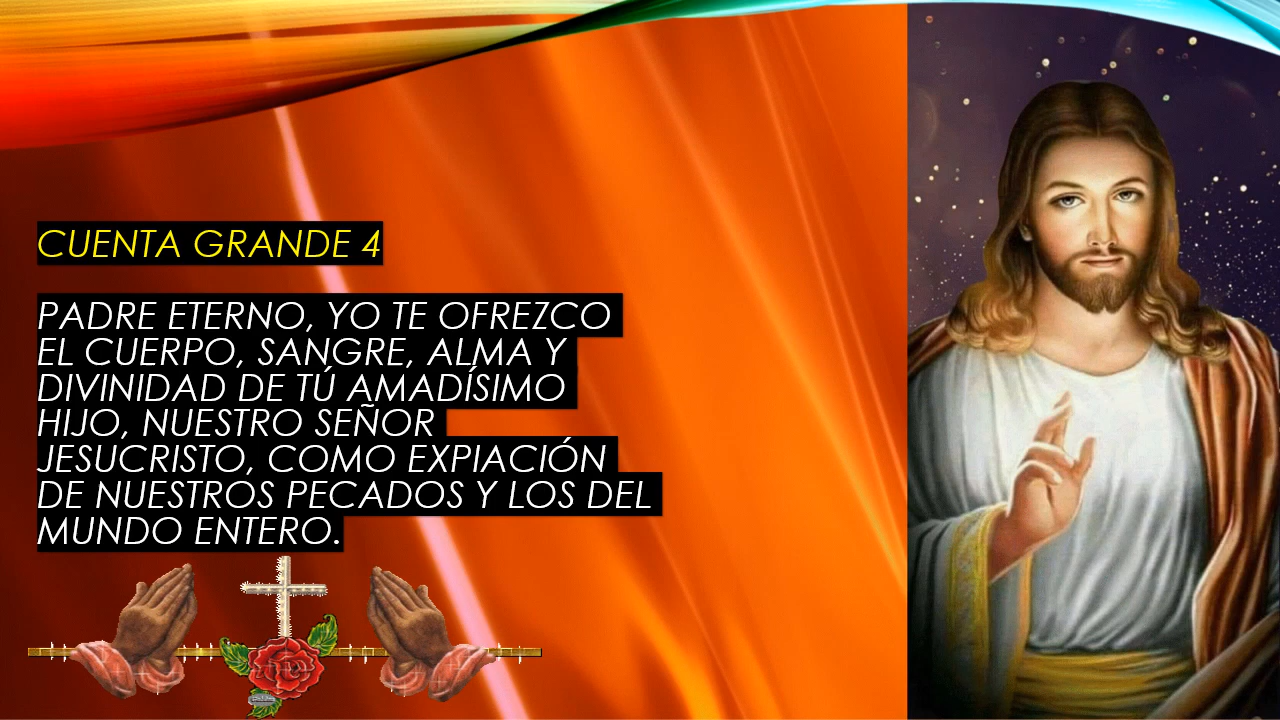 CUENTA GRANDE 4
PADRE ETERNO, YO TE OFREZCO
EL CUERPO, SANGRE, ALMA Y
DIVINIDAD DE TÚ AMADÍSIMO
HIJO, NUESTRO SEÑOR
JESUCRISTO, COMO EXPIACIÓN
DE NUESTROS PECADOS Y LOS DEL
MUNDO ENTERO.